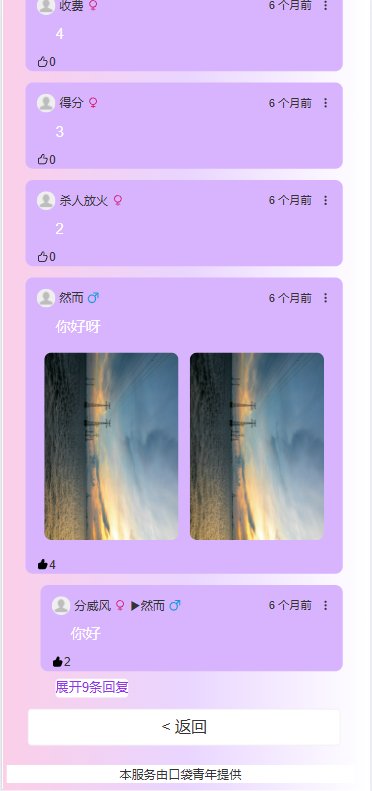 收费 ♀ 6 个月前
4
0
得分 ♀ 6 个月前
3
0
杀人放火 ♀ 6 个月前
2
0
然而 ♂ 6 个月前
你好呀
4
分威风 ♀ ▶然而 ♂ 6 个月前
你好
2
展开9条回复
< 返回
本服务由口袋青年提供